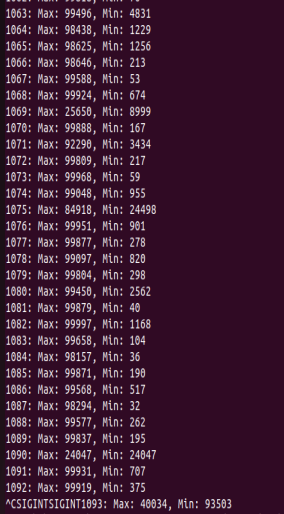 1063: Max: 99496, Min: 4831
1064: Max: 98438, Min: 1229
1065: Max: 98625, Min: 1256
1066: Max: 98646, Min: 213
1067: Max: 99588, Min: 53
1068: Max: 99924, Min: 674
1069: Max: 25650, Min: 8999
1070: Max: 99888, Min: 167
1071: Max: 92290, Min: 3434
1072: Max: 99809, Min: 217
1073: Max: 99968, Min: 59
1074: Max: 99048, Min: 955
1075: Max: 84918, Min: 24498
1076: Max: 99951, Min: 901
1077: Max: 99877, Min: 278
1078: Max: 99097, Min: 820
1079: Max: 99804, Min: 298
1080: Max: 99450, Min: 2562
1081: Max: 99879, Min: 40
1082: Max: 99997, Min: 1168
1083: Max: 99658, Min: 104
1084: Max: 98157, Min: 36
1085: Max: 99871, Min: 190
1086: Max: 99568, Min: 517
1087: Max: 98294, Min: 32
1088: Max: 99577, Min: 262
1089: Max: 99837, Min: 195
1090: Max: 24047, Min: 24047
1091: Max: 99931, Min: 707
1092: Max: 99919, Min: 375
^CSIGINTSIGINT1093: Max: 40034, Min: 93503